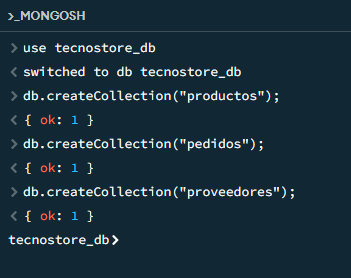 >_MONGOSH
> use tecnostore_db
< switched to db tecnostore_db
> db.createCollection("productos");
< { ok: 1 }
> db.createCollection("pedidos");
< { ok: 1 }
> db.createCollection("proveedores");
< { ok: 1 }
tecnostore_db>